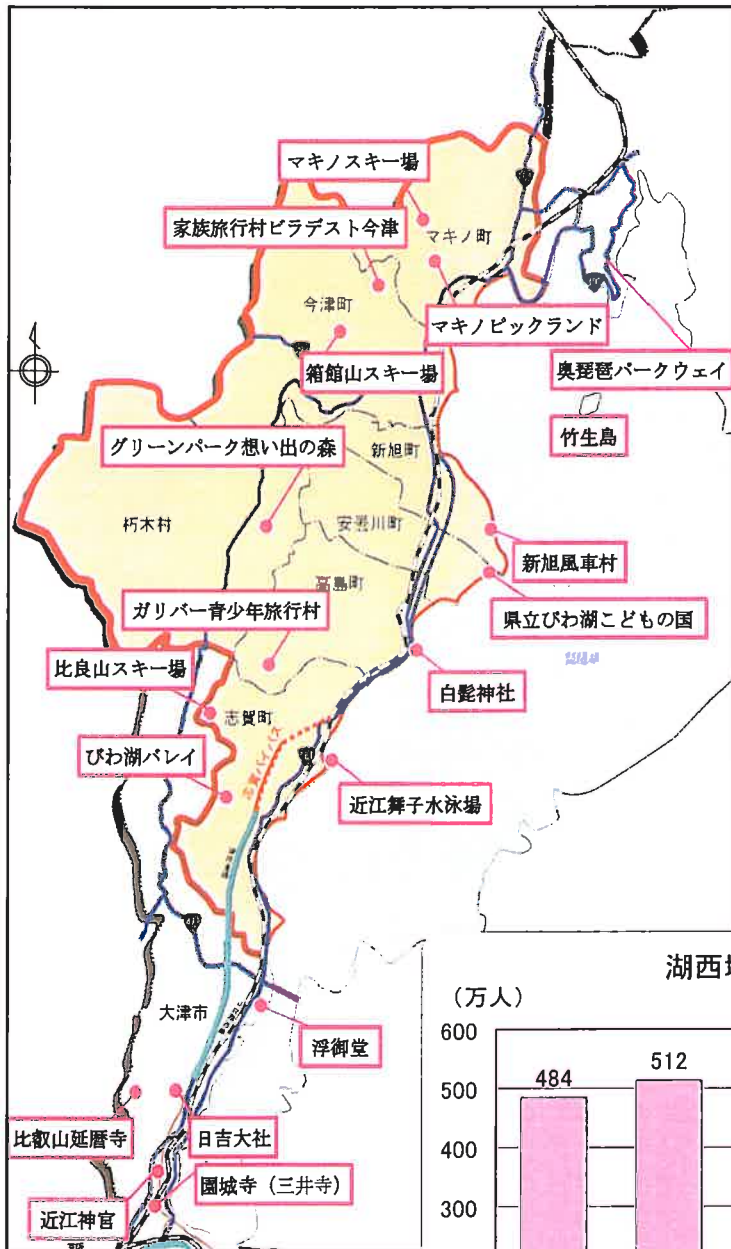 マキノスキー場
家族旅行村ビラデスト今津
マキノ町
今津町
マキノピックランド
箱館山スキー場
奥琵琶パークウェイ
竹生島
グリーンパーク想い出の森
新旭町
朽木村
安曇川町
新旭風車村
高島町
県立びわ湖こどもの国
ガリバー青少年旅行村
白髭神社
比良山スキー場
志賀町
びわ湖バレイ
志賀バイパス
近江舞子水泳場
大津市
浮御堂
比叡山延暦寺
日吉大社
園城寺（三井寺）
近江神宮
湖西地
（万人）
600
500
400
300
484
512